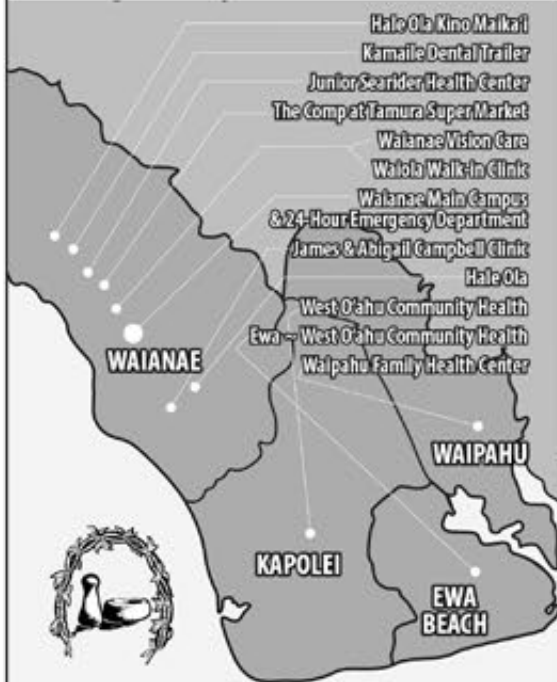 Hale Ola Kino Maika'i
Kamaile Dental Trailer
Junior Searider Health Center
The Comp at Tamura Super Market
Waianae Vision Care
Waiola Walk-in Clinic
Waianae Main Campus
& 24-Hour Emergency Department
James & Abigail Campbell Clinic
Hale Ola
West O'ahu Community Health
Ewa ~ West O'ahu Community Health
Waipahu Family Health Center
WAIANAE
WAIPAHU
KAPOLEI
EWA
BEACH